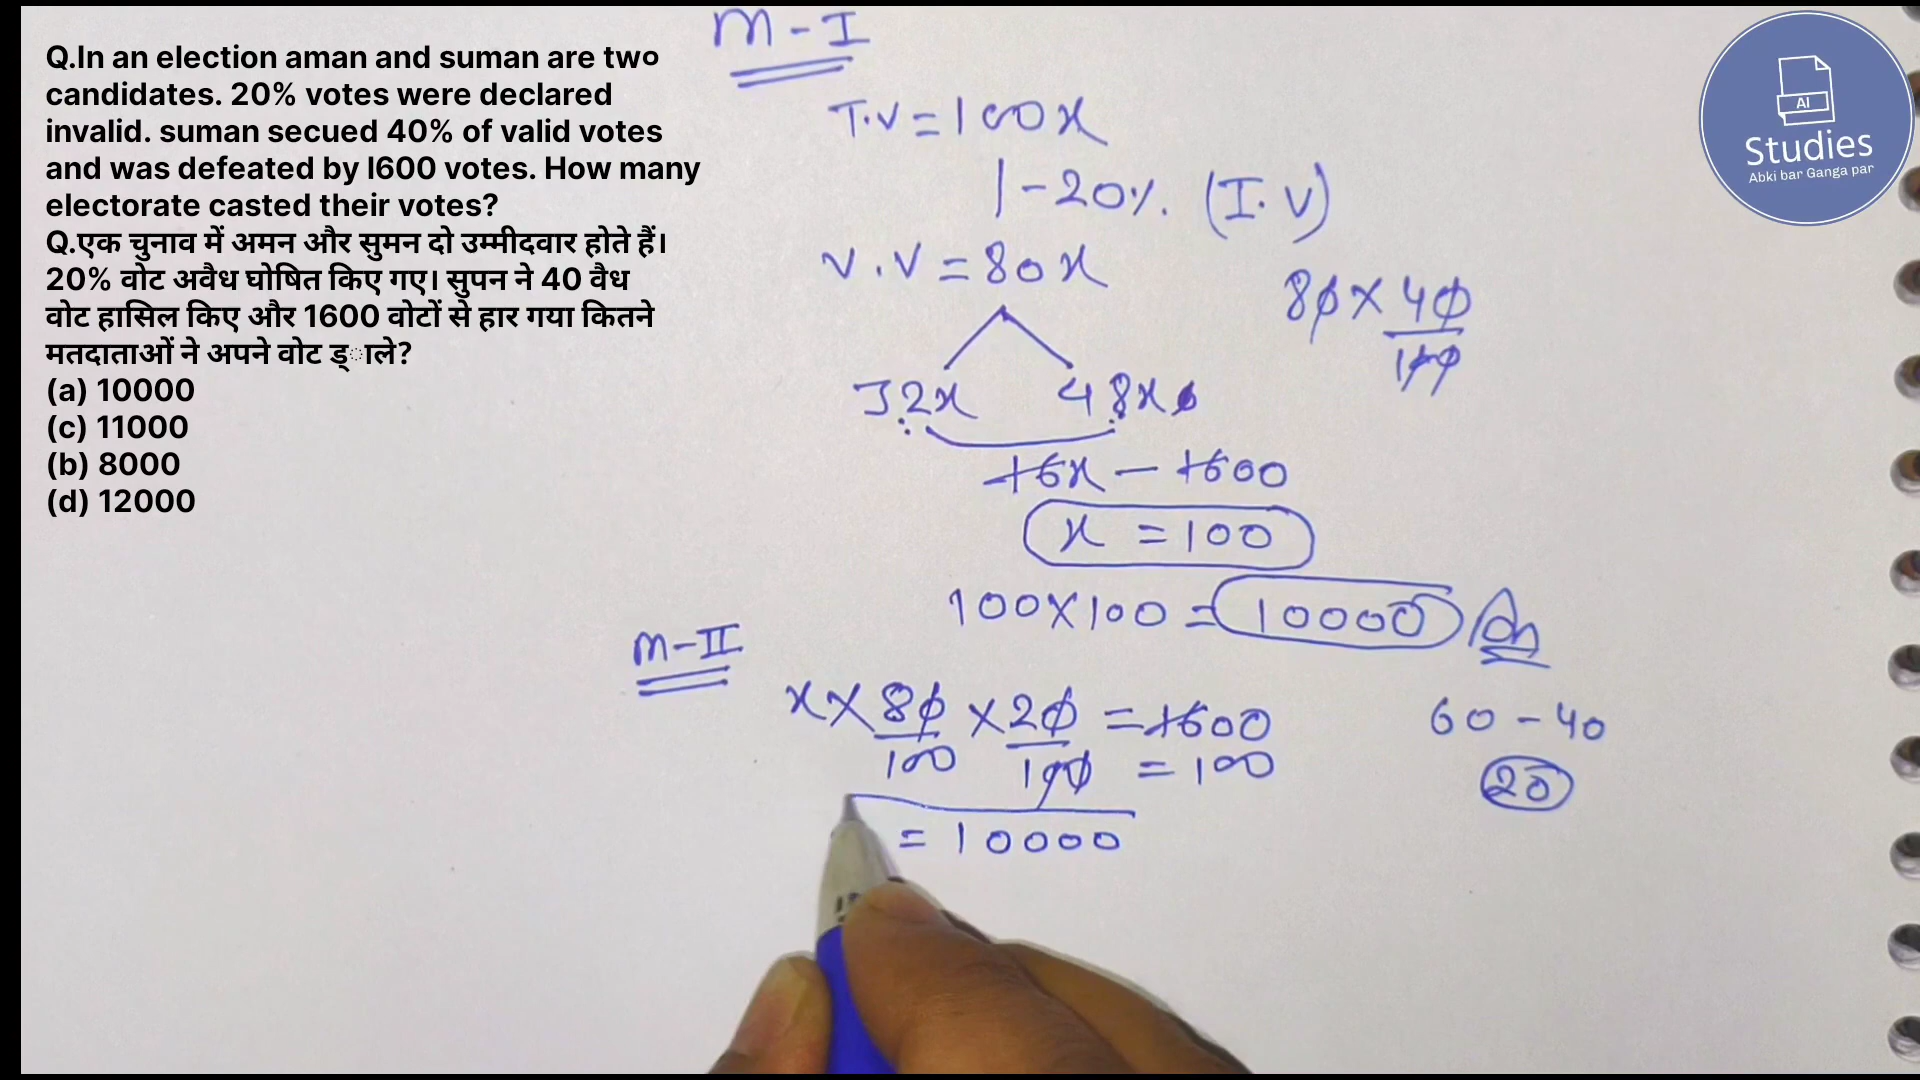 Q.In an election aman and suman are two
candidates. 20% votes were declared
invalid. suman secued 40% of valid votes
and was defeated by l600 votes. How many
electorate casted their votes?
Q.एक चुनाव में अमन और सुमन दो उम्मीदवार होते हैं।
20% वोट अवैध घोषित किए गए। सुपन ने 40 वैध
वोट हासिल किए और 1600 वोटों से हार गया कितने
मतदाताओं ने अपने वोट ड्ाले?
(a) 10000
(c) 11000
(b) 8000
(d) 12000
M-I
T.V=100x
|-20%. (I.V)
V.V=80x
80×40
100
32x 48x
16x — 1600
x = 100
100×100=10000
M-II
x×80/100×20/100=1600
=100
=10000
60-40
20
AI
Studies
Abki bar Ganga par